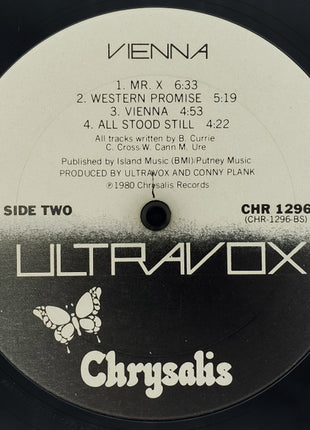 VIENNA
1. MR. X 6:33
2. WESTERN PROMISE 5:19
3. VIENNA 4:53
4. ALL STOOD STILL 4:22
All tracks written by B. Currie
C. Cross W. Cann M. Ure
Published by Island Music (BMI)/Putney Music
PRODUCED BY ULTRAVOX AND CONNY PLANK
℗ 1980 Chrysalis Records
SIDE TWO
CHR 1296
(CHR-1296-BS)
ULTRAVOX
Chrysalis